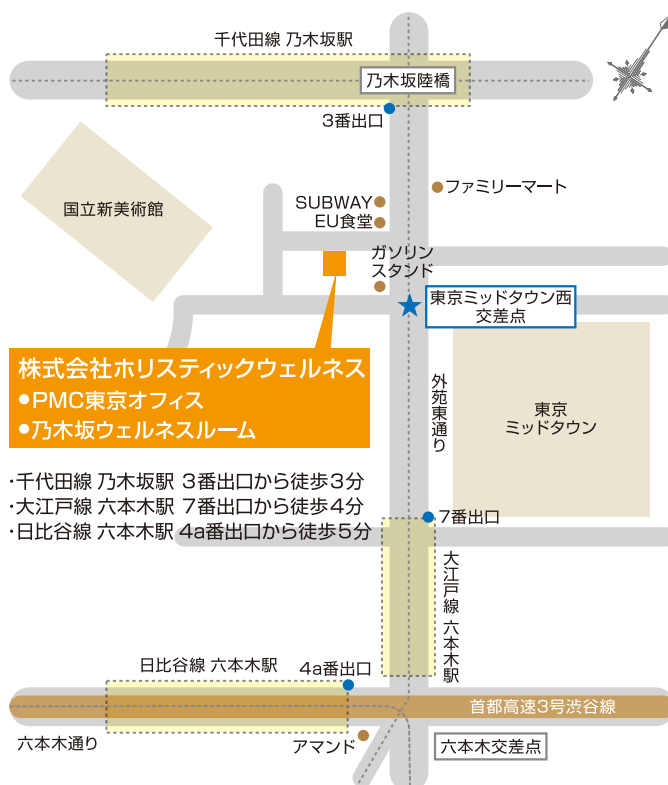 千代田線 乃木坂駅
乃木坂陸橋
3番出口
ファミリーマート
SUBWAY
EU食堂
国立新美術館
ガソリン
スタンド
東京ミッドタウン西
交差点
株式会社ホリスティックウェルネス
●PMC東京オフィス
●乃木坂ウェルネスルーム
外苑東通り
東京
ミッドタウン
・千代田線 乃木坂駅 3番出口から徒歩3分
・大江戸線 六本木駅 7番出口から徒歩4分
・日比谷線 六本木駅 4a番出口から徒歩5分
7番出口
大江戸線 六本木駅
日比谷線 六本木駅
4a番出口
首都高速3号渋谷線
六本木通り
アマンド
六本木交差点